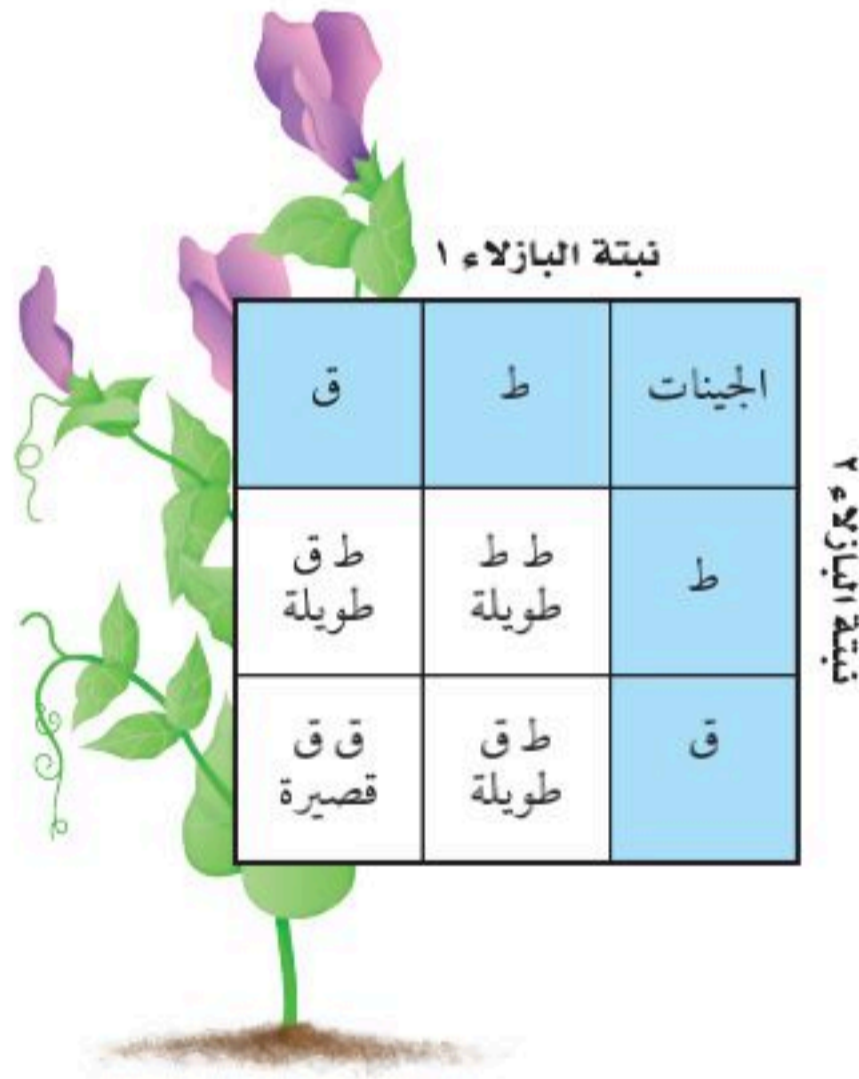 نبتة البازلاء ١
الجينات
ط
ق
نبتة البازلاء ٢
ط
ط ط
طويلة
ط ق
طويلة
ق
ط ق
طويلة
ق ق
قصيرة